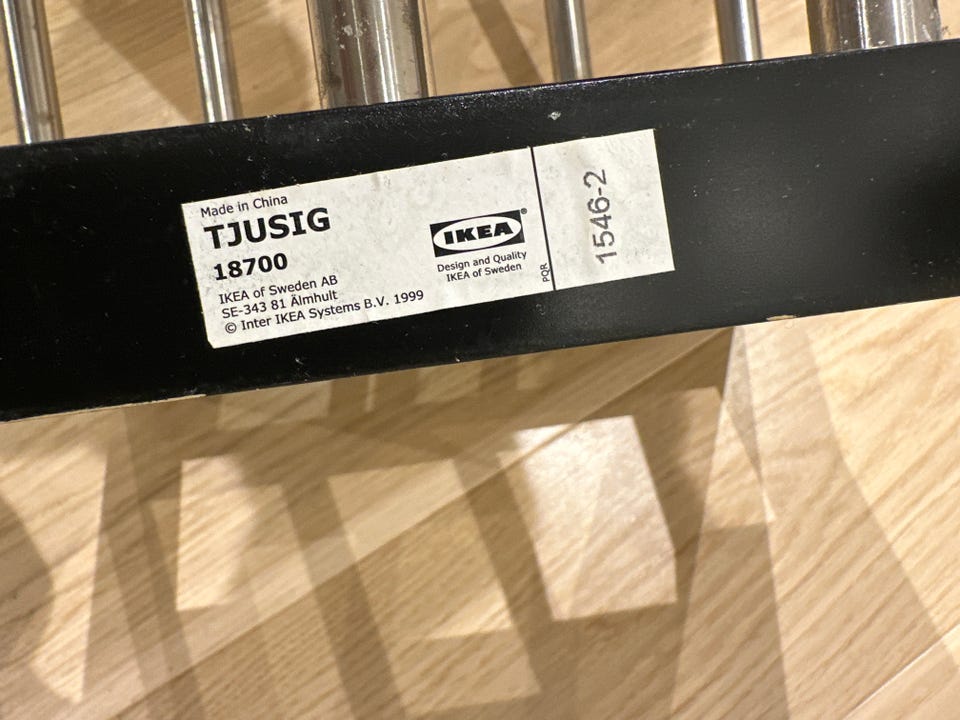 Made in China
TJUSIG
18700
IKEA of Sweden AB
SE-343 81 Älmhult
© Inter IKEA Systems B.V. 1999
IKEA®
Design and Quality
IKEA of Sweden
PQR
1546-2